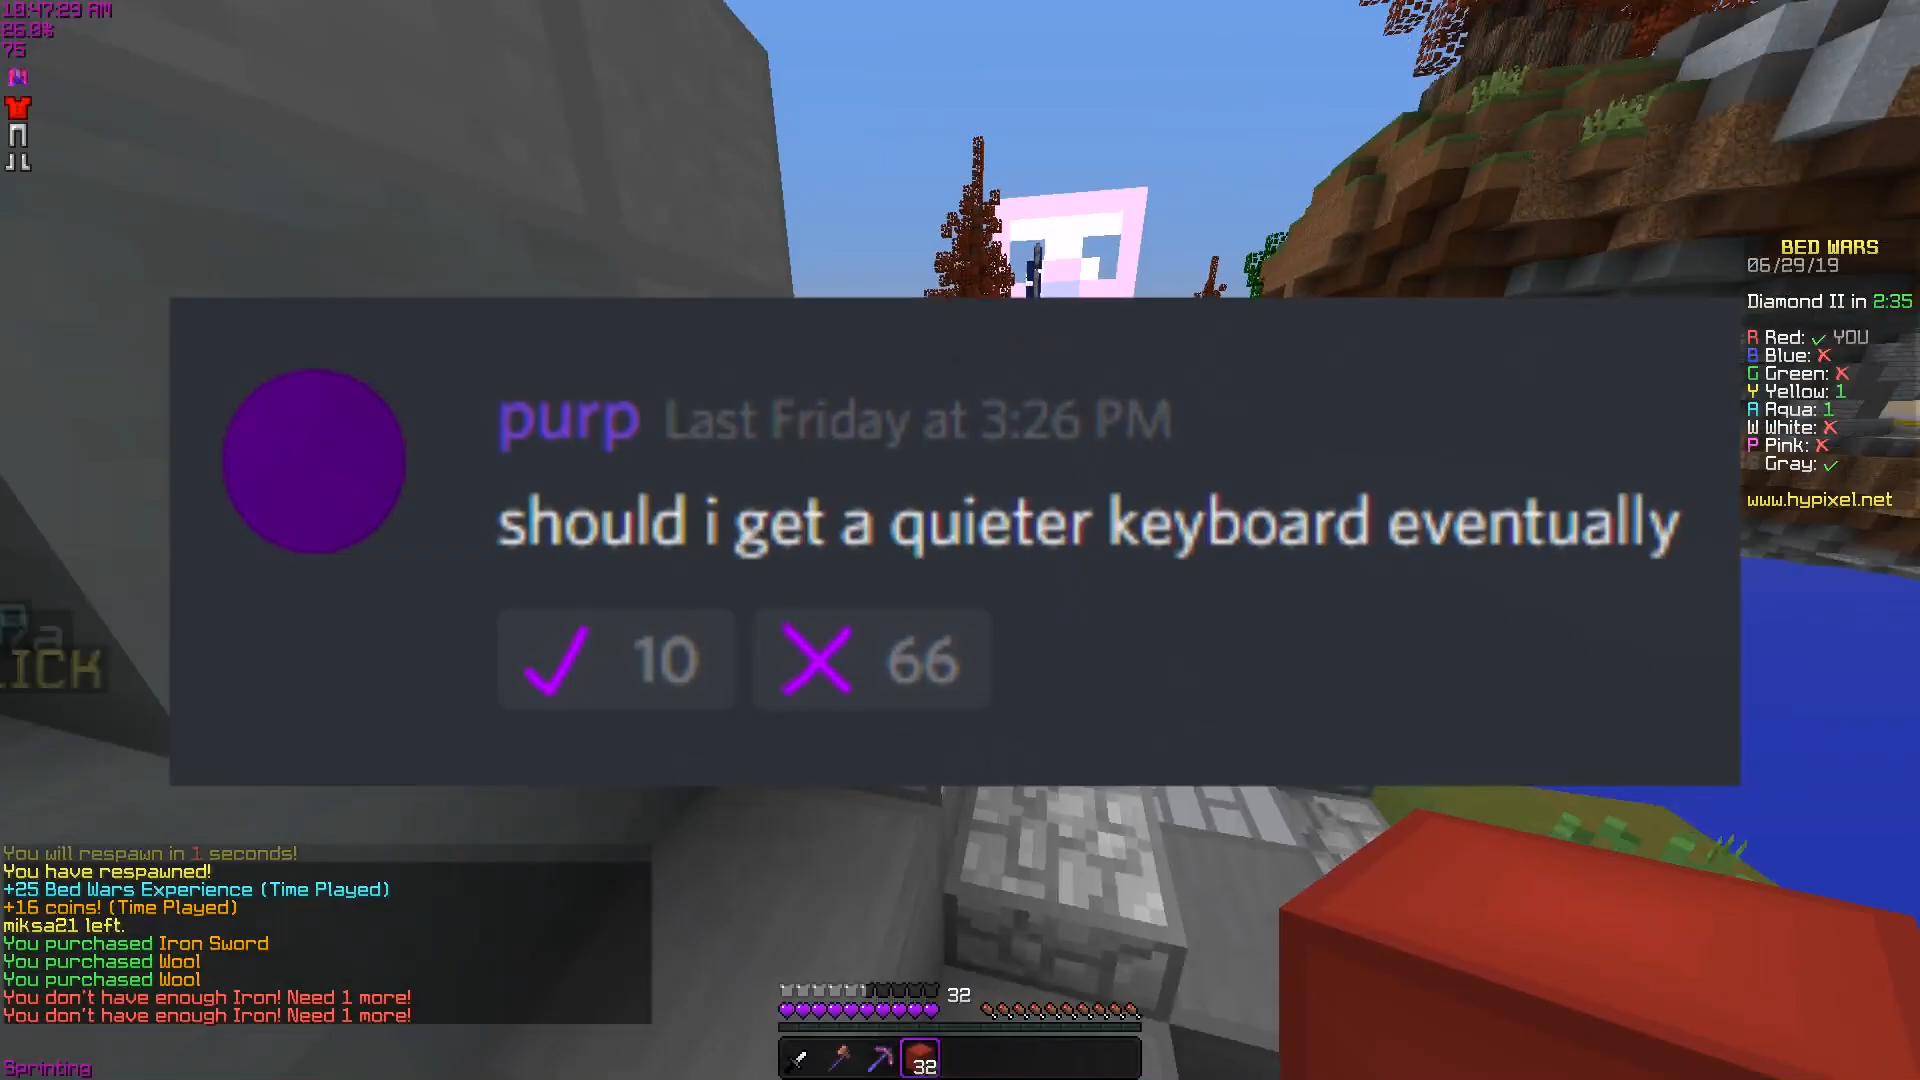 10:47:29 AM
26.0%
75
BED WARS
06/29/19
Diamond II in 2:35
R Red: ✓ YOU
B Blue: ✗
G Green: ✗
Y Yellow: 1
A Aqua: 1
W White: ✗
P Pink: ✗
Gray: ✓
www.hypixel.net
purp Last Friday at 3:26 PM
should i get a quieter keyboard eventually
✓ 10 ✗ 66
LICK
You will respawn in 1 seconds!
You have respawned!
+25 Bed Wars Experience (Time Played)
+16 coins! (Time Played)
miksa21 left.
You purchased Iron Sword
You purchased Wool
You purchased Wool
You don't have enough Iron! Need 1 more!
You don't have enough Iron! Need 1 more!
32
32
Sprinting